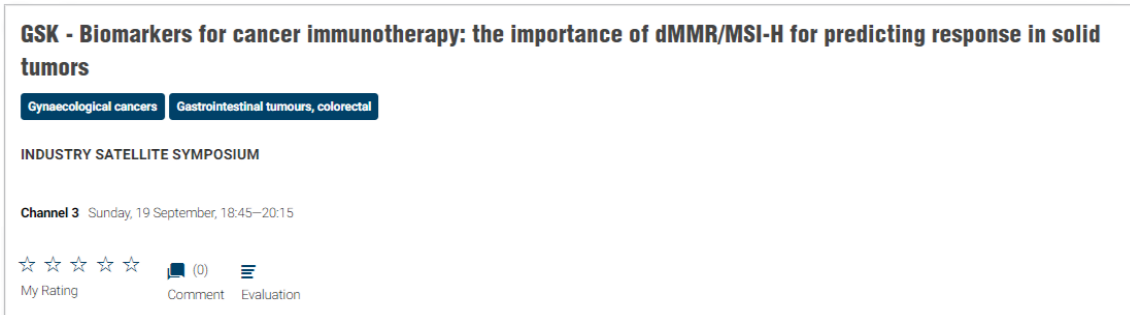 GSK - Biomarkers for cancer immunotherapy: the importance of dMMR/MSI-H for predicting response in solid
tumors
Gynaecological cancers Gastrointestinal tumours, colorectal
INDUSTRY SATELLITE SYMPOSIUM
Channel 3 Sunday, 19 September, 18:45—20:15
(0)
My Rating Comment Evaluation